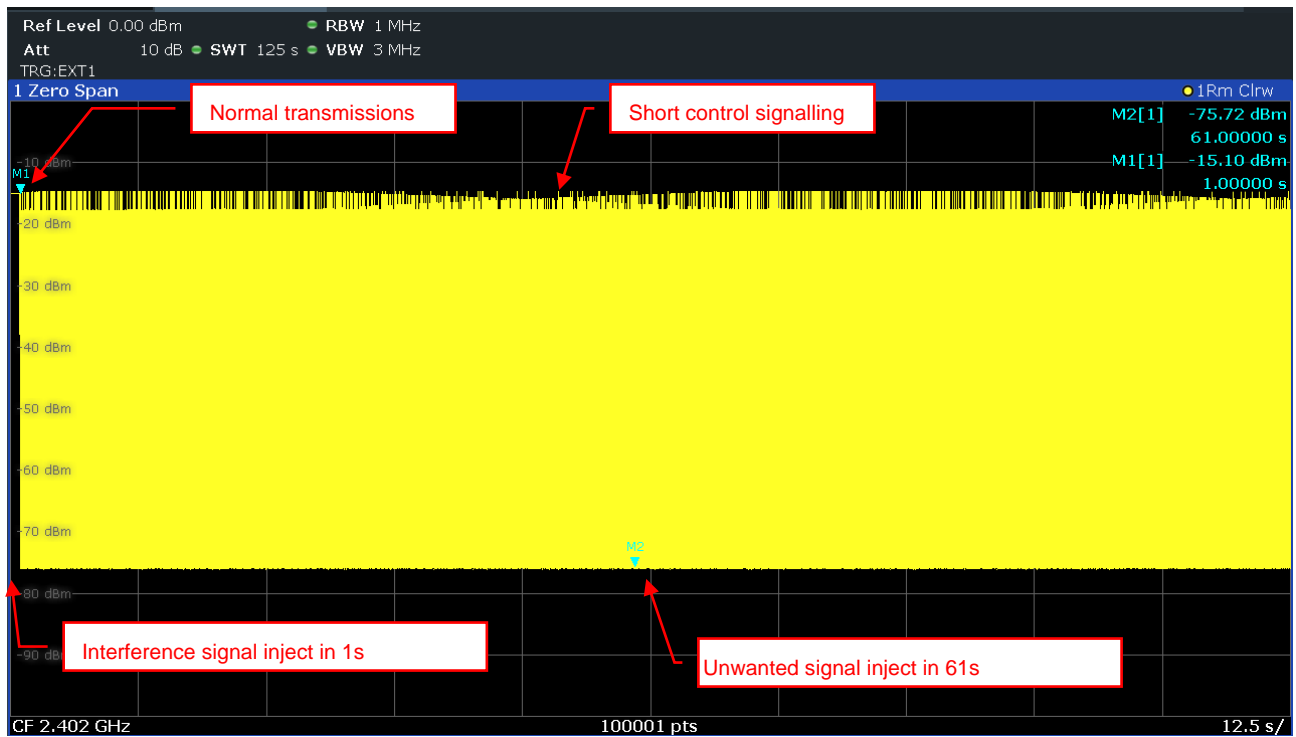 Ref Level 0.00 dBm RBW 1 MHz
Att 10 dB SWT 125 s VBW 3 MHz
TRG:EXT1
1 Zero Span 1Rm Clrw
Normal transmissions
Short control signalling
M2[1] -75.72 dBm
61.00000 s
M1[1] -15.10 dBm
1.00000 s
-10 dBm
M1
-20 dBm
-30 dBm
-40 dBm
-50 dBm
-60 dBm
-70 dBm
M2
-80 dBm
Interference signal inject in 1s
-90 dBm
Unwanted signal inject in 61s
CF 2.402 GHz 100001 pts 12.5 s/